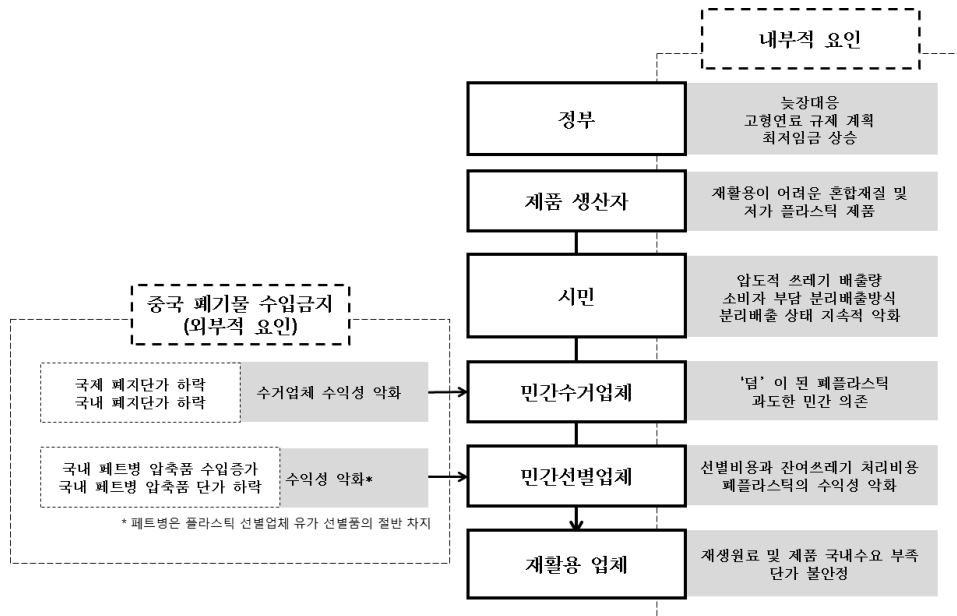 내부적 요인
정부
늦장대응
고형연료 규제 계획
최저임금 상승
제품 생산자
재활용이 어려운 혼합재질 및
저가 플라스틱 제품
시민
압도적 쓰레기 배출량
소비자 부담 분리배출방식
분리배출 상태 지속적 악화
중국 폐기물 수입금지
(외부적 요인)
국제 폐지단가 하락
국내 폐지단가 하락
수거업체 수익성 악화
민간수거업체
‘덤’ 이 된 폐플라스틱
과도한 민간 의존
국내 페트병 압축품 수입증가
국내 페트병 압축품 단가 하락
수익성 악화*
민간선별업체
선별비용과 잔여쓰레기 처리비용
폐플라스틱의 수익성 악화
* 페트병은 플라스틱 선별업체 유가 선별품의 절반 차지
재활용 업체
재생원료 및 제품 국내수요 부족
단가 불안정